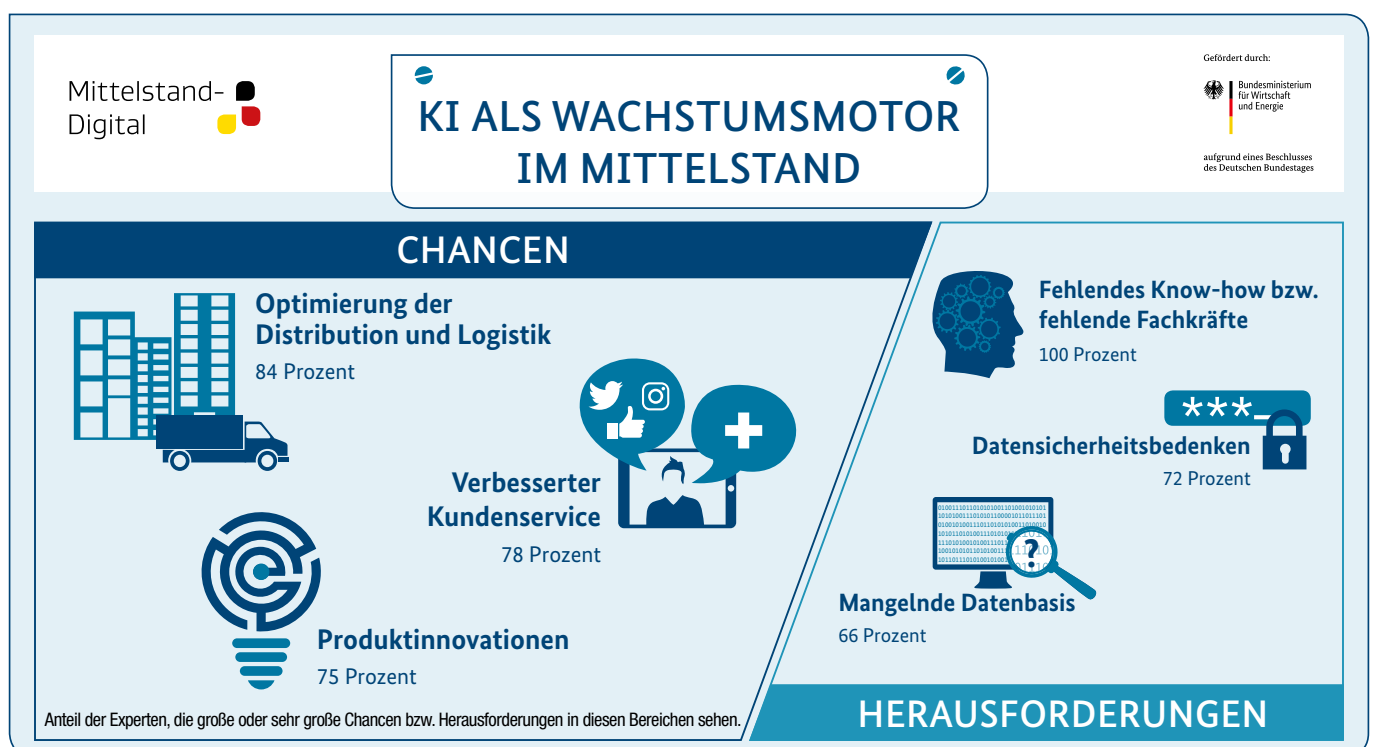 Mittelstand-
Digital
KI ALS WACHSTUMSMOTOR
IM MITTELSTAND
Gefördert durch:
Bundesministerium
für Wirtschaft
und Energie
aufgrund eines Beschlusses
des Deutschen Bundestages
CHANCEN
Optimierung der
Distribution und Logistik
84 Prozent
Verbesserter
Kundenservice
78 Prozent
Produktinnovationen
75 Prozent
Anteil der Experten, die große oder sehr große Chancen bzw. Herausforderungen in diesen Bereichen sehen.
Fehlendes Know-how bzw.
fehlende Fachkräfte
100 Prozent
***_
Datensicherheitsbedenken
72 Prozent
?
Mangelnde Datenbasis
66 Prozent
HERAUSFORDERUNGEN